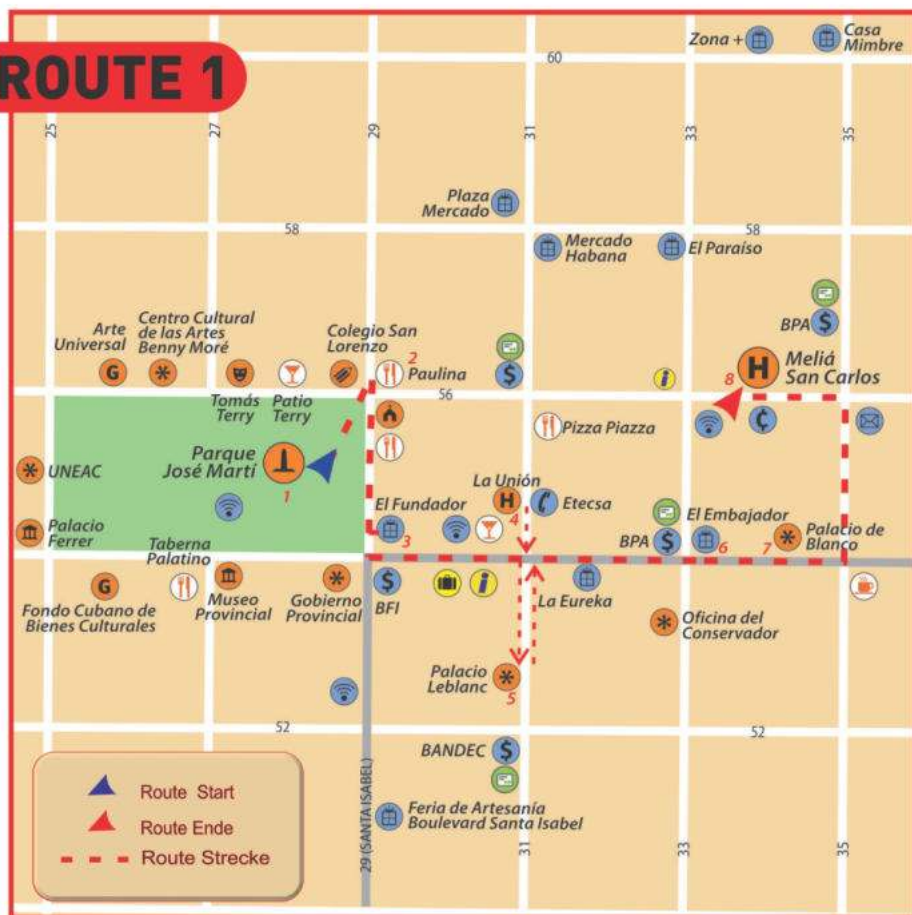 ROUTE 1
Zona +
Casa
Mimbre
60
25
27
29
31
33
35
Plaza
Mercado
58
58
Mercado
Habana
El Paraíso
BPA
$
Arte
Universal
Centro Cultural
de las Artes
Benny Moré
Colegio San
Lorenzo
2
Paulina
$
i
8
H
Meliá
San Carlos
G
Tomás
Terry
Patio
Terry
56
₵
Pizza Piazza
Parque
José Martí
1
UNEAC
La Unión
H
4
Etecsa
El Fundador
3
El Embajador
BPA
$
6
7
Palacio de
Blanco
Palacio
Ferrer
Taberna
Palatino
G
Fondo Cubano de
Bienes Culturales
Museo
Provincial
Gobierno
Provincial
$
BFI
i
La Eureka
Oficina del
Conservador
Palacio
Leblanc
5
52
52
BANDEC
$
Feria de Artesanía
Boulevard Santa Isabel
29 (SANTA ISABEL)
31
33
35
Route Start
Route Ende
Route Strecke